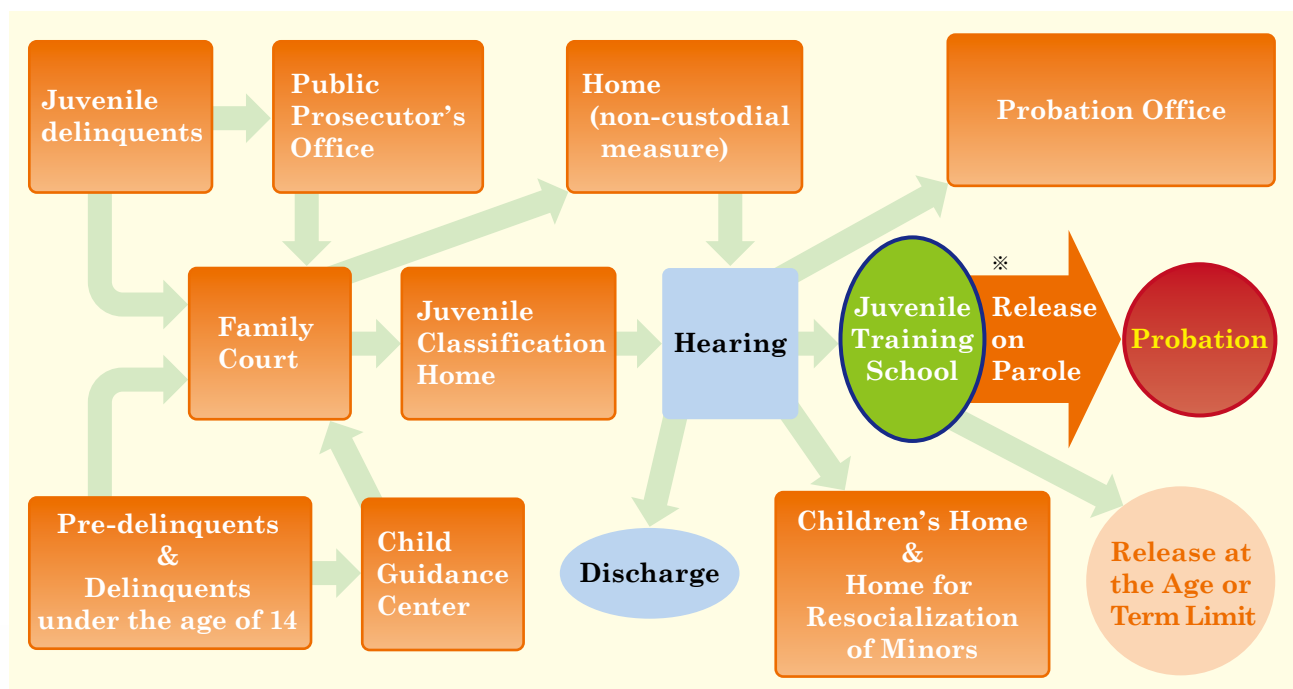 Juvenile
delinquents
Public
Prosecutor's
Office
Home
(non-custodial
measure)
Probation Office
Family
Court
Juvenile
Classification
Home
Hearing
Juvenile
Training
School
※
Release
on
Parole
Probation
Pre-delinquents
&
Delinquents
under the age of 14
Child
Guidance
Center
Discharge
Children's Home
&
Home for
Resocialization
of Minors
Release at
the Age or
Term Limit